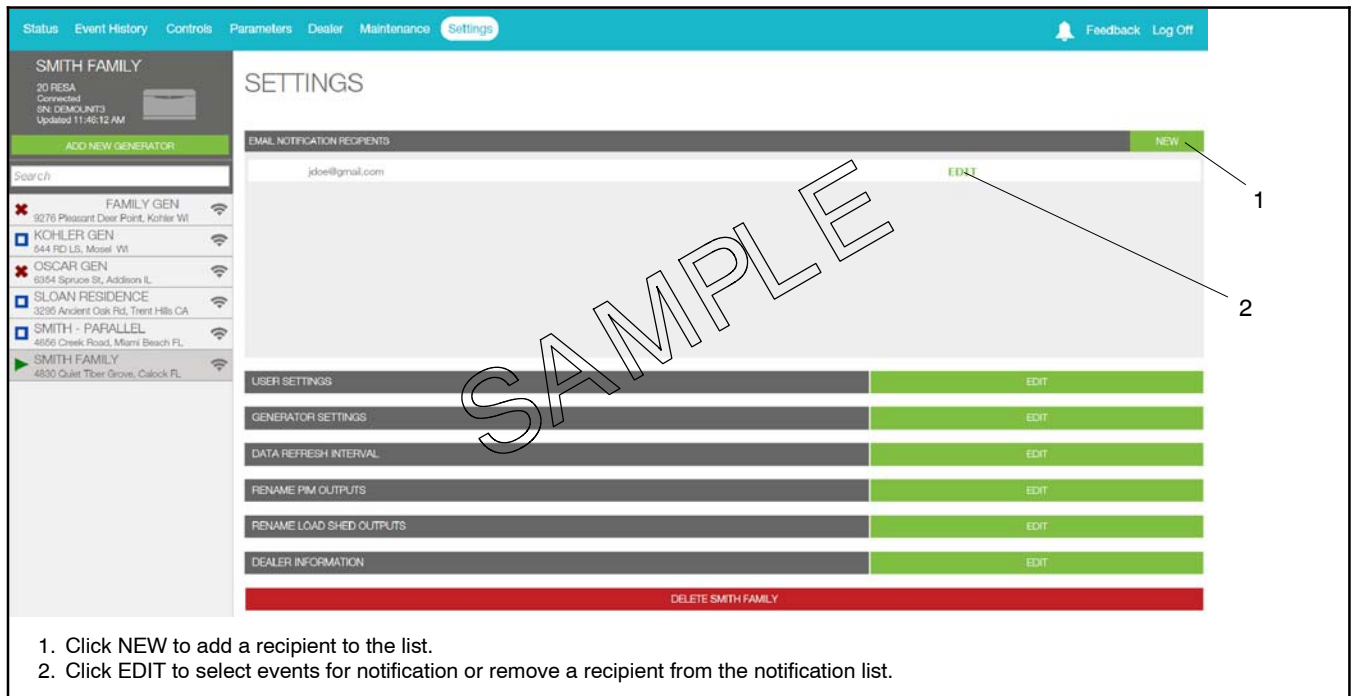 Status Event History Controls Parameters Dealer Maintenance Settings Feedback Log Off
SMITH FAMILY
20 RESA
Connected
SN: DEMOUNIT3
Updated 11:46:12 AM
ADD NEW GENERATOR
Search
FAMILY GEN
9276 Pleasant Deer Point, Kohler WI
KOHLER GEN
544 RD LS, Mosel WI
OSCAR GEN
6354 Spruce St, Addison IL
SLOAN RESIDENCE
3295 Ancient Oak Rd, Trent Hills CA
SMITH - PARALLEL
4656 Creek Road, Miami Beach FL
SMITH FAMILY
4830 Quiet Tiber Grove, Calock FL
SETTINGS
EMAIL NOTIFICATION RECIPIENTS NEW
jdoe@gmail.com EDIT
1
2
SAMPLE
USER SETTINGS EDIT
GENERATOR SETTINGS EDIT
DATA REFRESH INTERVAL EDIT
RENAME PIM OUTPUTS EDIT
RENAME LOAD SHED OUTPUTS EDIT
DEALER INFORMATION EDIT
DELETE SMITH FAMILY
1. Click NEW to add a recipient to the list.
2. Click EDIT to select events for notification or remove a recipient from the notification list.